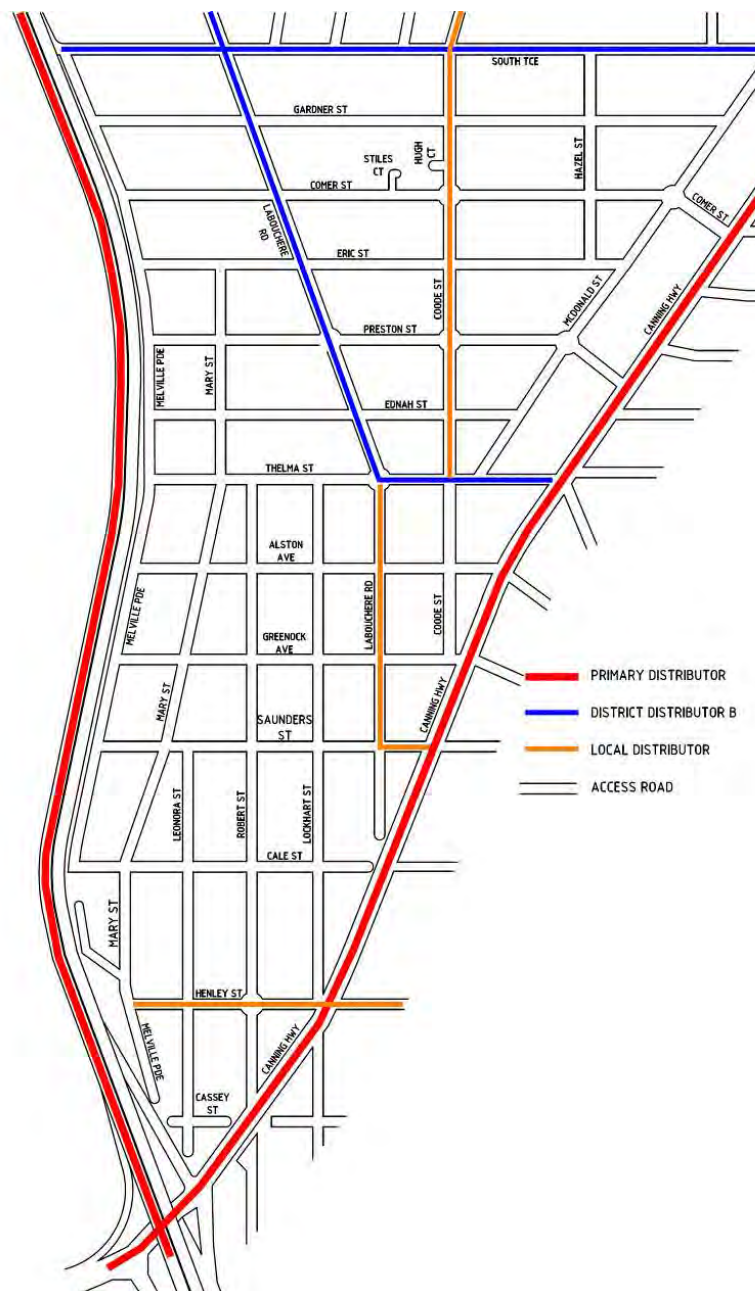 SOUTH TCE
GARDNER ST
HUGH
CT
STILES
CT
HAZEL ST
COMER ST
COMER ST
LABOUCHERE
RD
ERIC ST
COODE ST
MCDONALD ST
CANNING HWY
PRESTON ST
MELVILLE PDE
MARY ST
EDNAH ST
THELMA ST
ALSTON
AVE
MELVILLE PDE
LABOUCHERE RD
COODE ST
GREENOCK
AVE
MARY ST
CANNING HWY
SAUNDERS
ST
PRIMARY DISTRIBUTOR
DISTRICT DISTRIBUTOR B
LOCAL DISTRIBUTOR
ACCESS ROAD
LEONORA ST
ROBERT ST
LOCKHART ST
CALE ST
MARY ST
HENLEY ST
MELVILLE PDE
CANNING HWY
CASSEY
ST